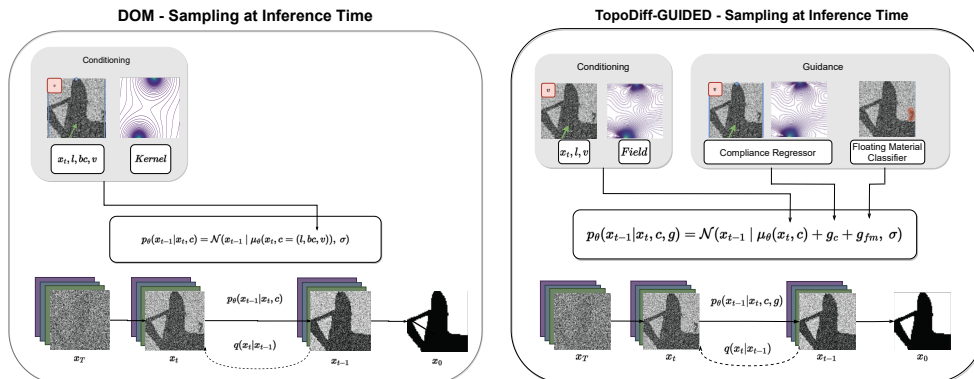 DOM - Sampling at Inference Time
Conditioning
x_t, l, bc, v
Kernel
p_θ(x_{t-1}|x_t, c) = N(x_{t-1} | μ_θ(x_t, c = (l, bc, v)), σ)
p_θ(x_{t-1}|x_t, c)
q(x_t|x_{t-1})
x_T
x_t
x_{t-1}
x_0
TopoDiff-GUIDED - Sampling at Inference Time
Conditioning
Guidance
v
x_t, l, v
Field
Compliance Regressor
Floating Material
Classifier
p_θ(x_{t-1}|x_t, c, g) = N(x_{t-1} | μ_θ(x_t, c) + g_c + g_{fm}, σ)
p_θ(x_{t-1}|x_t, c, g)
q(x_t|x_{t-1})
x_T
x_t
x_{t-1}
x_0